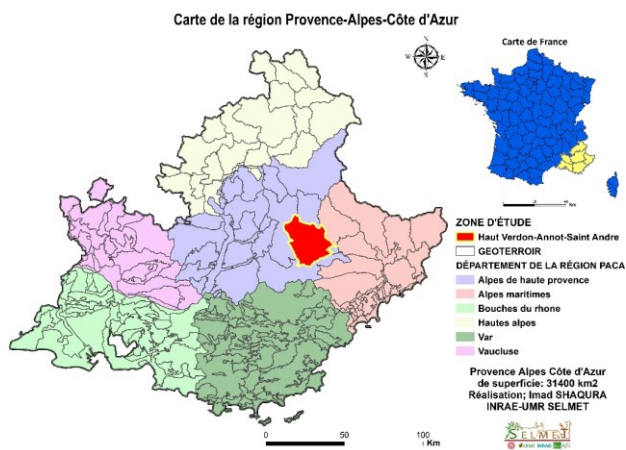 Carte de la région Provence-Alpes-Côte d'Azur
Carte de France
N
W
E
S
Km
ZONE D'ÉTUDE
Haut Verdon-Annot-Saint Andre
GEOTERROIR
DÉPARTEMENT DE LA RÉGION PACA
Alpes de haute provence
Alpes maritimes
Bouches du rhone
Hautes alpes
Var
Vaucluse
Provence Alpes Côte d'Azur
de superficie: 31400 km2
Réalisation; Imad SHAQURA
INRAE-UMR SELMET
SELMET
0 50 100
Km